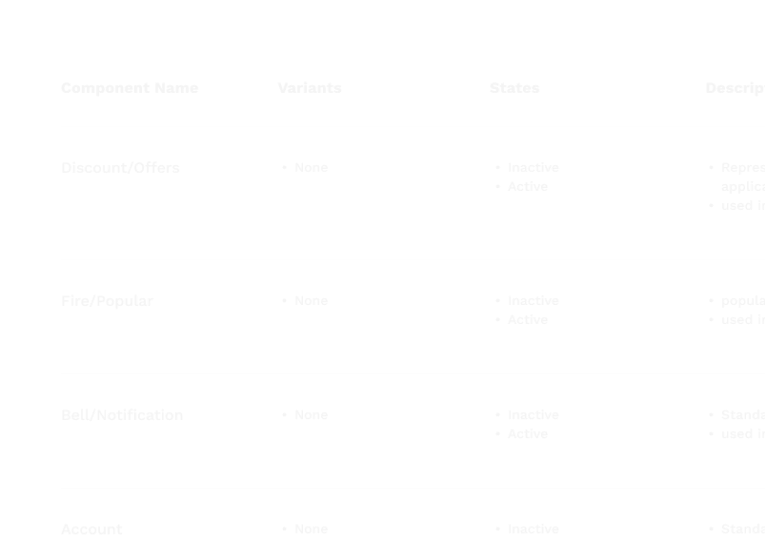 Component Name Variants States Descrip
Discount/Offers • None • Inactive • Repres
• Active applica
• used
Fire/Popular • None • Inactive • popula
• Active • used
Bell/Notification • None • Inactive • Standa
• Active • used
Account • None • Inactive • Standa